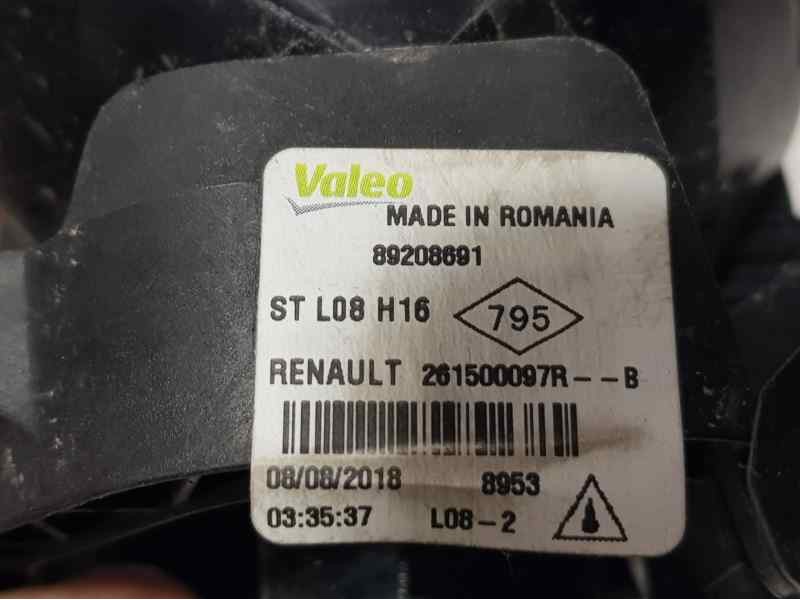 Valeo
MADE IN ROMANIA
89208691
ST L08 H16 795
RENAULT 261500097R--B
08/08/2018 8953
03:35:37 L08-2